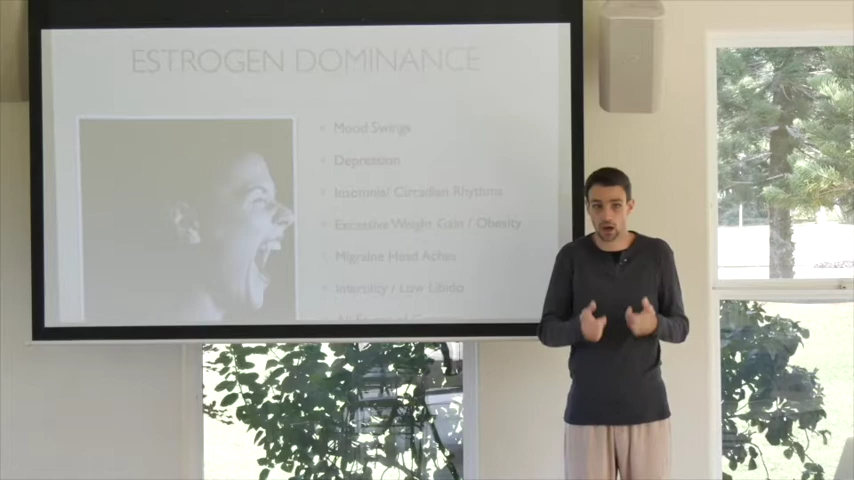 ESTROGEN DOMINANCE
Mood Swings
Depression
Insomnia/ Circadian Rhythms
Excessive Weight Gain / Obesity
Migraine Head Aches
Infertility / Low Libido